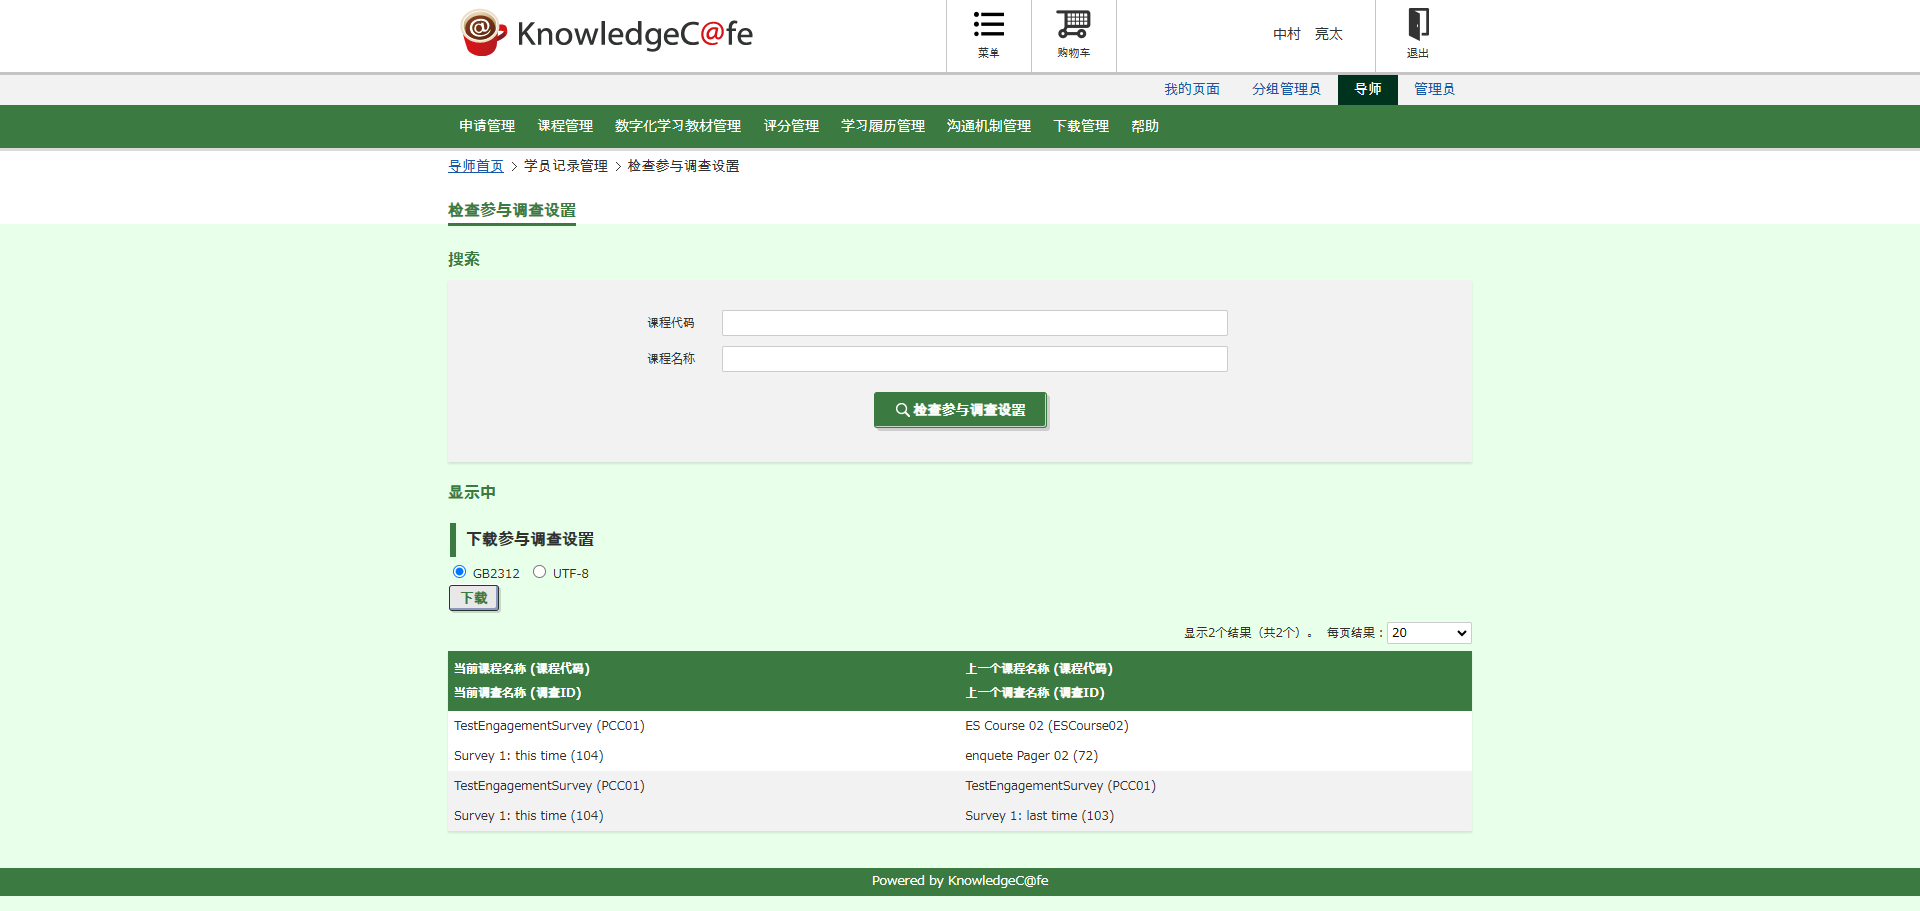 KnowledgeC@fe
菜单
购物车
中村 亮太
退出
我的页面 分组管理员 导师 管理员
申请管理 课程管理 数字化学习教材管理 评分管理 学习履历管理 沟通机制管理 下载管理 帮助
导师首页 > 学员记录管理 > 检查参与调查设置
检查参与调查设置
搜索
课程代码
课程名称
检查参与调查设置
显示中
下载参与调查设置
GB2312 UTF-8
下载
显示2个结果（共2个）。 每页结果： 20
当前课程名称 (课程代码) 上一个课程名称 (课程代码)
当前调查名称 (调查ID) 上一个调查名称 (调查ID)
TestEngagementSurvey (PCC01) ES Course 02 (ESCourse02)
Survey 1: this time (104) enquete Pager 02 (72)
TestEngagementSurvey (PCC01) TestEngagementSurvey (PCC01)
Survey 1: this time (104) Survey 1: last time (103)
Powered by KnowledgeC@fe